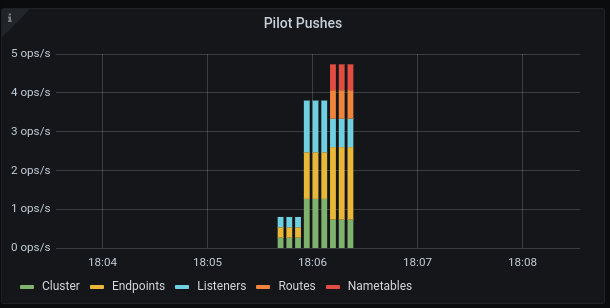 i
Pilot Pushes
5 ops/s
4 ops/s
3 ops/s
2 ops/s
1 ops/s
0 ops/s
18:04 18:05 18:06 18:07 18:08
Cluster Endpoints Listeners Routes Nametables